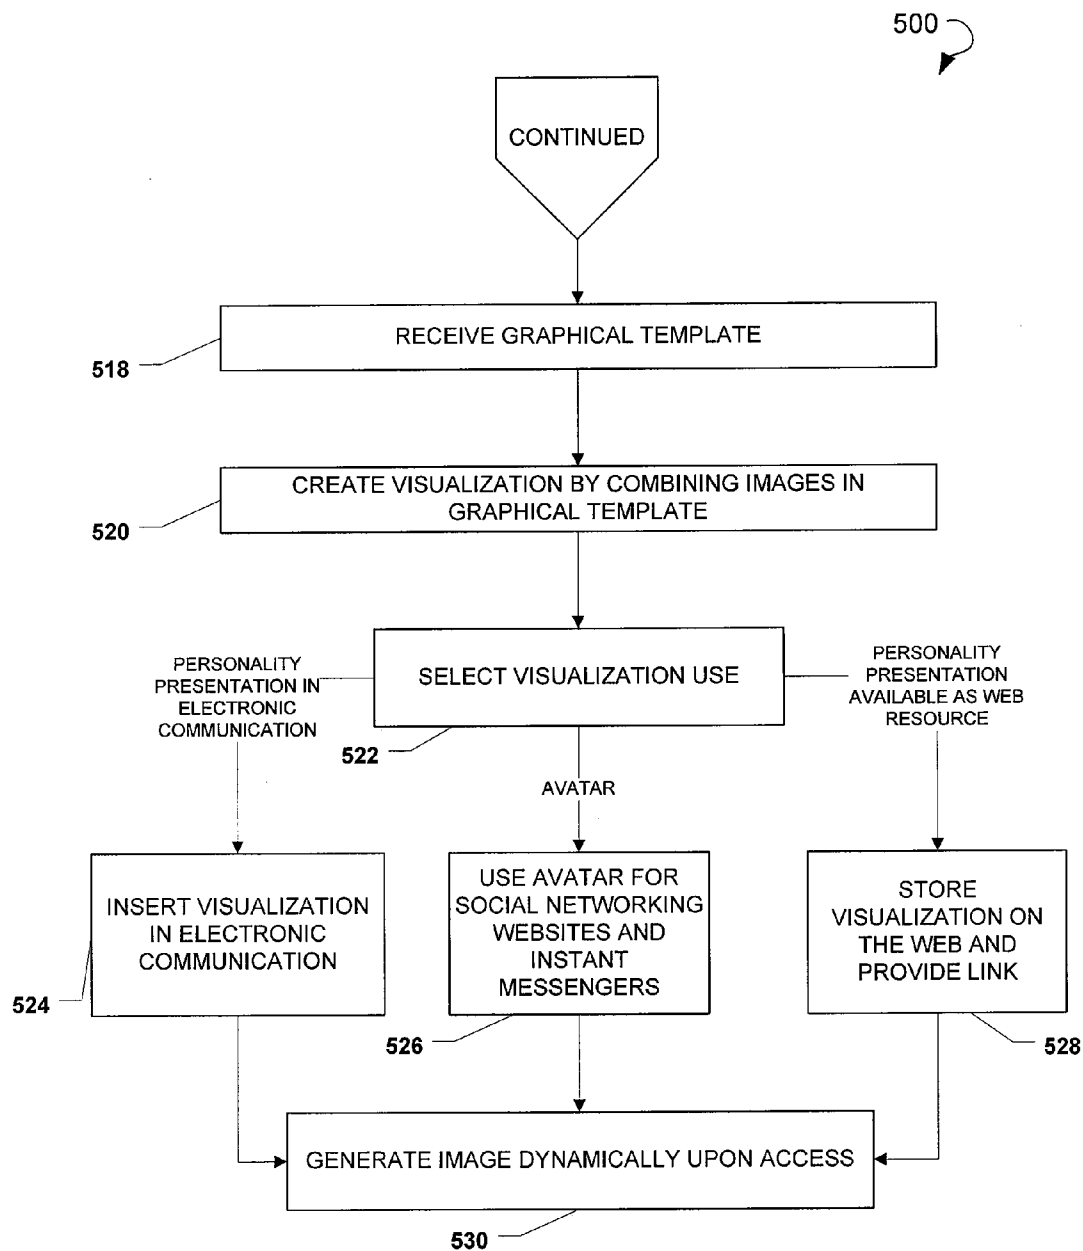 500
CONTINUED
RECEIVE GRAPHICAL TEMPLATE
518
CREATE VISUALIZATION BY COMBINING IMAGES IN
GRAPHICAL TEMPLATE
520
SELECT VISUALIZATION USE
522
PERSONALITY
PRESENTATION IN
ELECTRONIC
COMMUNICATION
AVATAR
PERSONALITY
PRESENTATION
AVAILABLE AS WEB
RESOURCE
INSERT VISUALIZATION
IN ELECTRONIC
COMMUNICATION
524
USE AVATAR FOR
SOCIAL NETWORKING
WEBSITES AND
INSTANT
MESSENGERS
526
STORE
VISUALIZATION ON
THE WEB AND
PROVIDE LINK
528
GENERATE IMAGE DYNAMICALLY UPON ACCESS
530